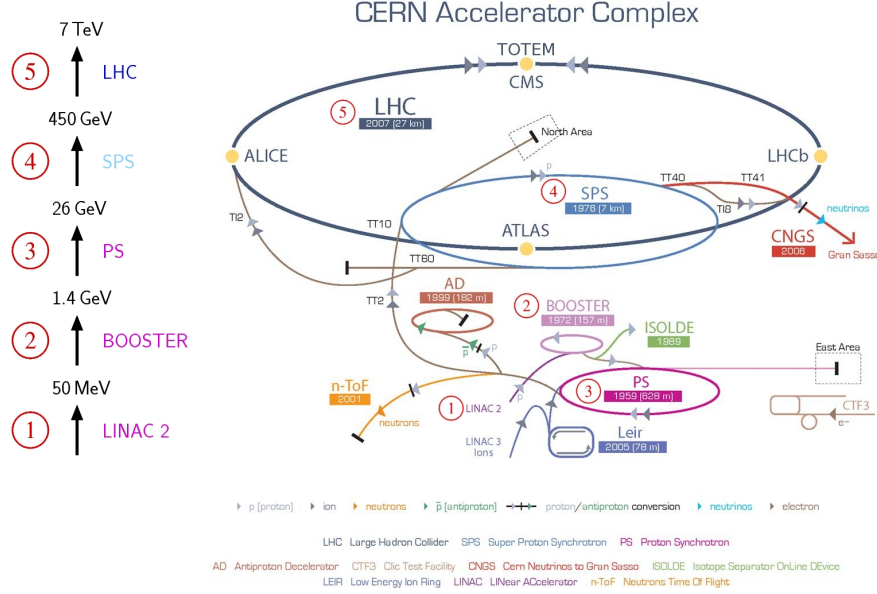 CERN Accelerator Complex
7 TeV
5
LHC
450 GeV
4
SPS
26 GeV
3
PS
1.4 GeV
2
BOOSTER
50 MeV
1
LINAC 2
TOTEM
CMS
5
LHC
2007 (27 km)
North Area
ALICE
LHCb
p
4
SPS
1976 (7 km)
TT40
TT41
TI2
TI8
TT10
ATLAS
neutrinos
CNGS
2006
Gran Sasso
TT60
AD
1999 (182 m)
TT2
2
BOOSTER
1972 (157 m)
ISOLDE
1989
p̅
p
East Area
n-ToF
2001
neutrons
1
LINAC 2
p
3
PS
1959 (628 m)
CTF3
e-
LINAC 3
Ions
Leir
2005 (78 m)
p [proton] ion neutrons p̅ [antiproton] proton/antiproton conversion neutrinos electron
LHC Large Hadron Collider SPS Super Proton Synchrotron PS Proton Synchrotron
AD Antiproton Decelerator CTF3 Clic Test Facility CNGS Cern Neutrinos to Gran Sasso ISOLDE Isotope Separator OnLine DEvice
LEIR Low Energy Ion Ring LINAC LINear ACcelerator n-ToF Neutrons Time Of Flight